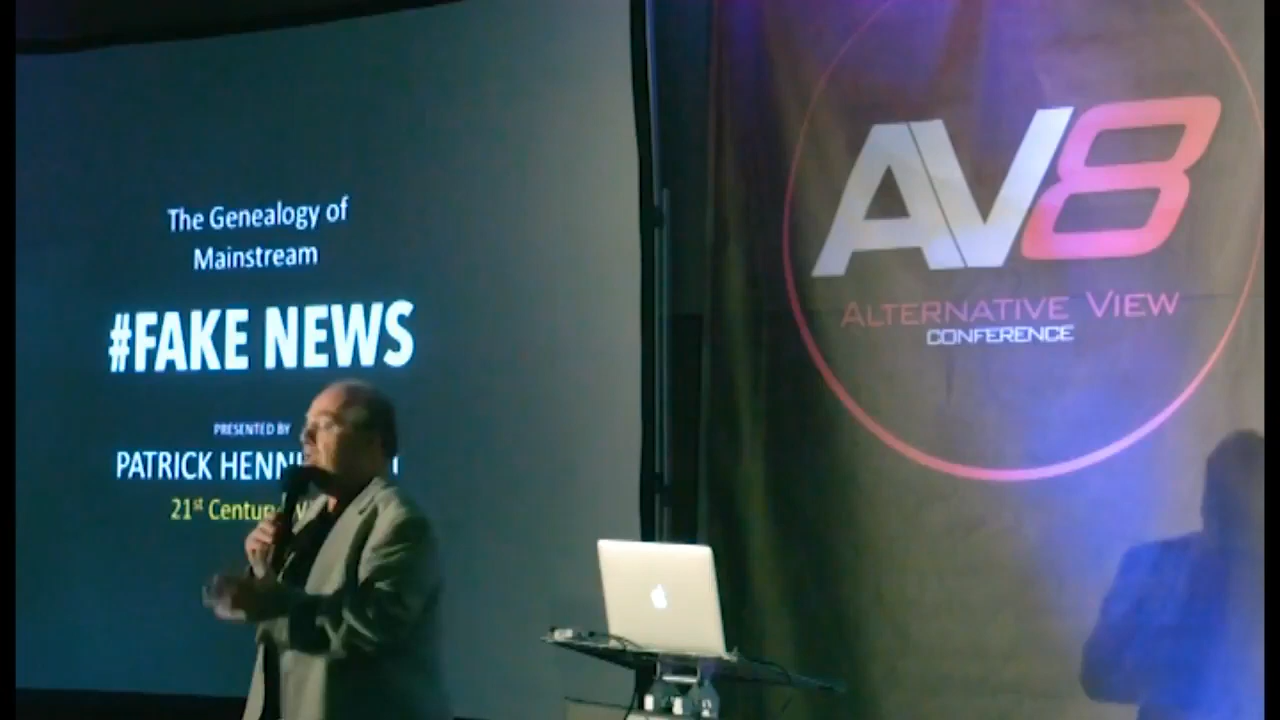 The Genealogy of
Mainstream
#FAKE NEWS
PRESENTED BY
PATRICK
21st
AV8
ALTERNATIVE VIEW
CONFERENCE